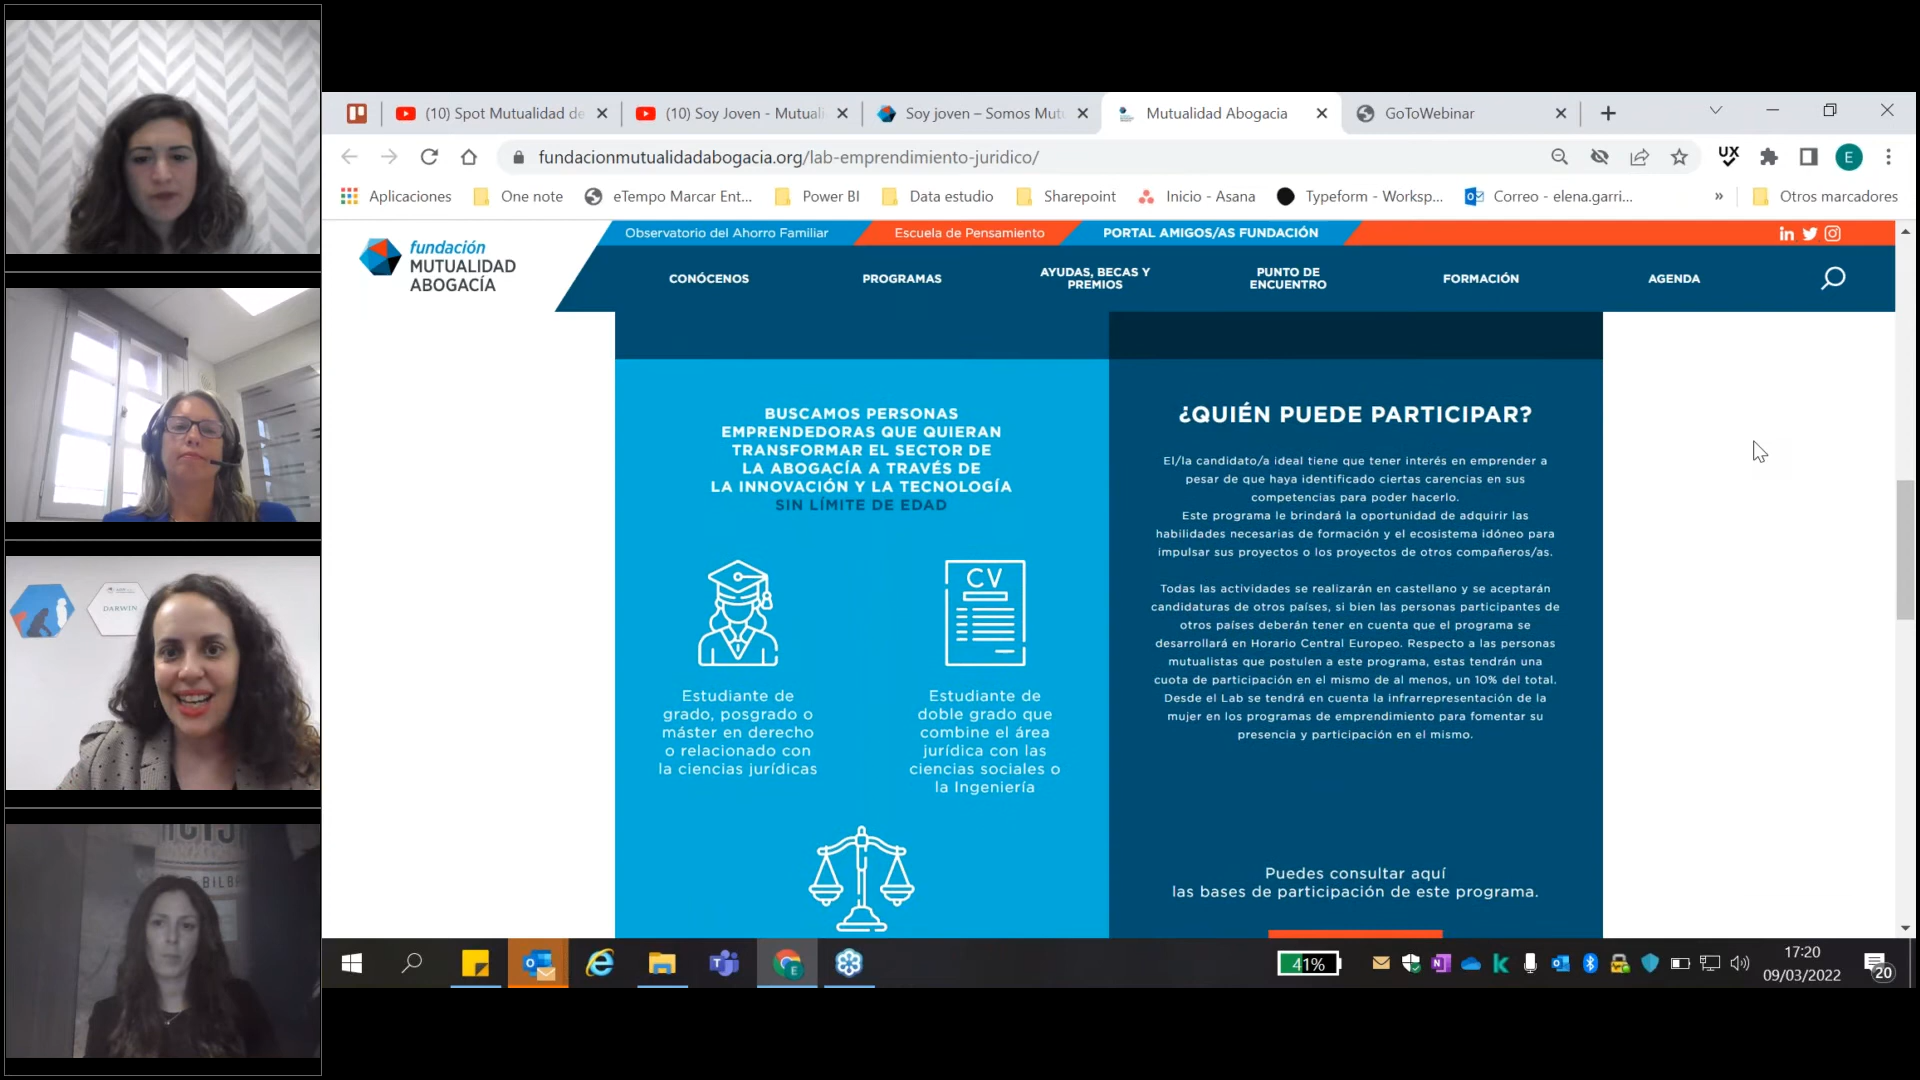 DARWIN
BILB
(10) Spot Mutualidad de
(10) Soy Joven - Mutuali
Soy joven – Somos Mutu
Mutualidad Abogacia
GoToWebinar
fundacionmutualidadabogacia.org/lab-emprendimiento-juridico/
UX
E
Aplicaciones
One note
eTempo Marcar Ent...
Power BI
Data estudio
Sharepoint
Inicio - Asana
Typeform - Worksp...
Correo - elena.garri...
»
Otros marcadores
fundación
MUTUALIDAD
ABOGACÍA
Observatorio del Ahorro Familiar
Escuela de Pensamiento
PORTAL AMIGOS/AS FUNDACIÓN
in
CONÓCENOS
PROGRAMAS
AYUDAS, BECAS Y
PREMIOS
PUNTO DE
ENCUENTRO
FORMACIÓN
AGENDA
BUSCAMOS PERSONAS
EMPRENDEDORAS QUE QUIERAN
TRANSFORMAR EL SECTOR DE
LA ABOGACÍA A TRAVÉS DE
LA INNOVACIÓN Y LA TECNOLOGÍA
SIN LÍMITE DE EDAD
CV
Estudiante de
grado, posgrado o
máster en derecho
o relacionado con
la ciencias jurídicas
Estudiante de
doble grado que
combine el área
jurídica con las
ciencias sociales o
la Ingeniería
¿QUIÉN PUEDE PARTICIPAR?
El/la candidato/a ideal tiene que tener interés en emprender a
pesar de que haya identificado ciertas carencias en sus
competencias para poder hacerlo.
Este programa le brindará la oportunidad de adquirir las
habilidades necesarias de formación y el ecosistema idóneo para
impulsar sus proyectos o los proyectos de otros compañeros/as.
Todas las actividades se realizarán en castellano y se aceptarán
candidaturas de otros países, si bien las personas participantes de
otros países deberán tener en cuenta que el programa se
desarrollará en Horario Central Europeo. Respecto a las personas
mutualistas que postulen a este programa, estas tendrán una
cuota de participación en el mismo de al menos, un 10% del total.
Desde el Lab se tendrá en cuenta la infrarrepresentación de la
mujer en los programas de emprendimiento para fomentar su
presencia y participación en el mismo.
Puedes consultar aquí
las bases de participación de este programa.
41%
17:20
09/03/2022
20